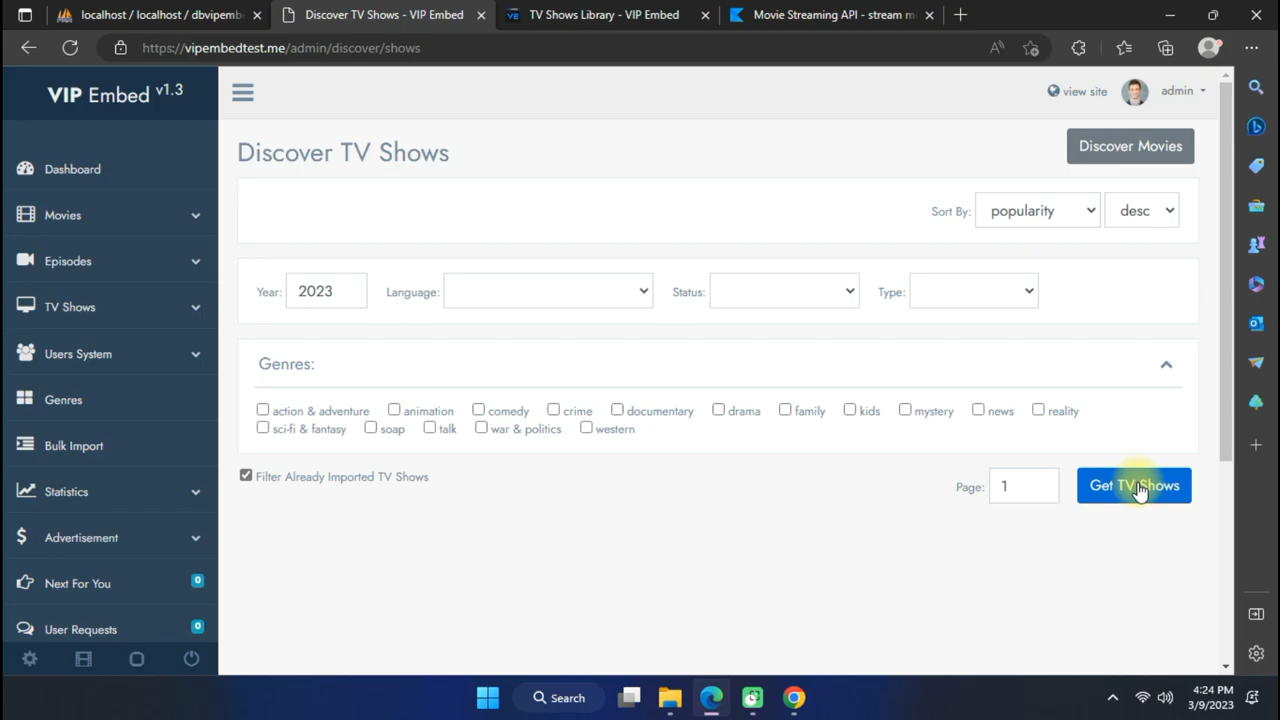 localhost / localhost / dbvipemb
Discover TV Shows - VIP Embed
TV Shows Library - VIP Embed
Movie Streaming API - stream m
https://vipembedtest.me/admin/discover/shows
VIP Embed v1.3
view site
admin
Dashboard
Movies
Episodes
TV Shows
Users System
Genres
Bulk Import
Statistics
Advertisement
Next For You 0
User Requests 0
Discover TV Shows
Discover Movies
Sort By: popularity desc
Year: 2023 Language: Status: Type:
Genres:
action & adventure animation comedy crime documentary drama family kids mystery news reality
sci-fi & fantasy soap talk war & politics western
Filter Already Imported TV Shows
Page: 1 Get TV Shows
Search
4:24 PM
3/9/2023